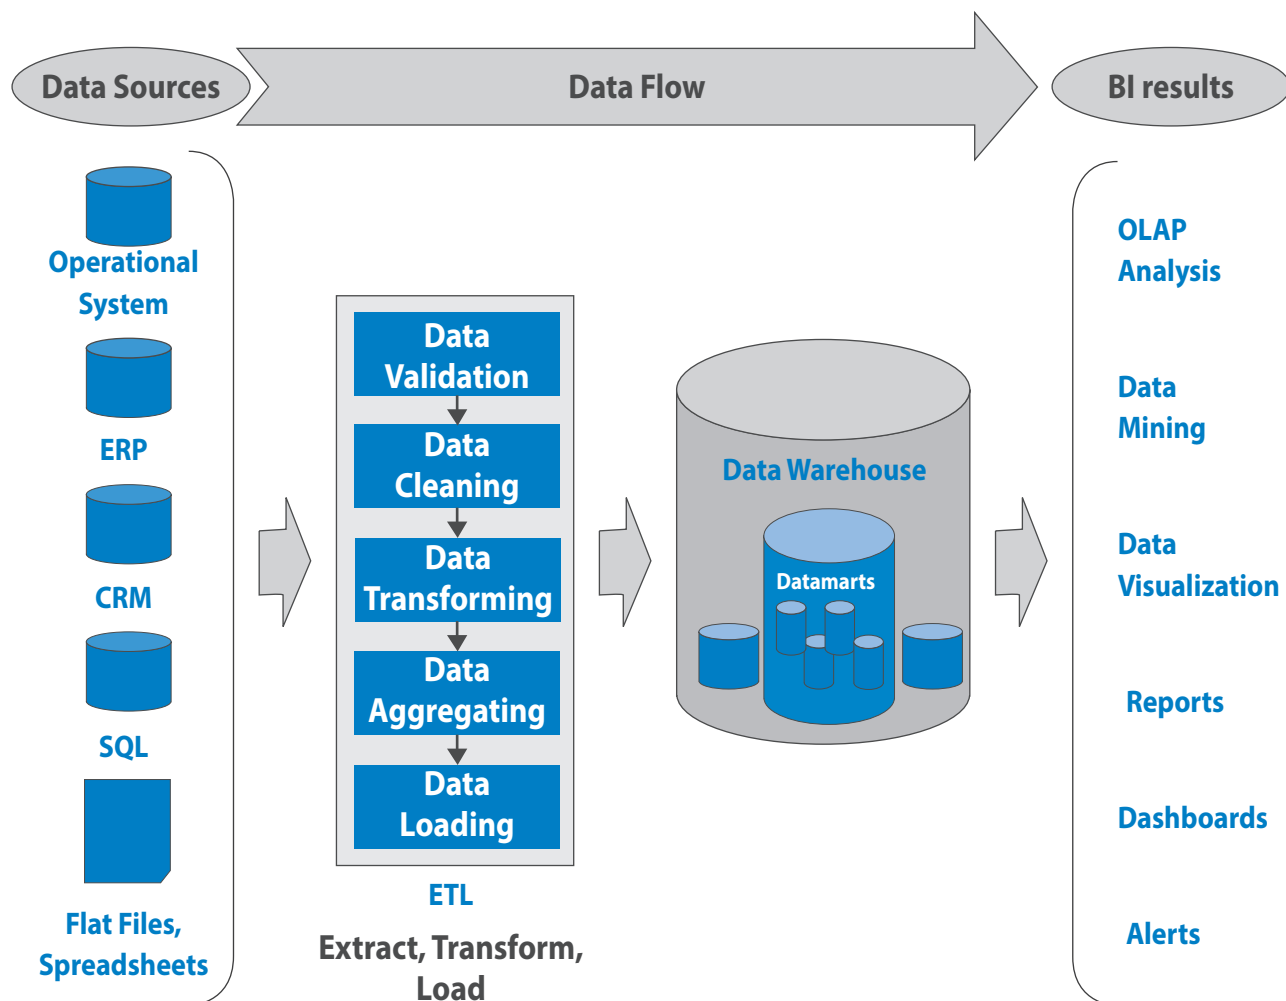 Data Sources
Data Flow
BI results
Operational
System
ERP
CRM
SQL
Flat Files,
Spreadsheets
Data
Validation
Data
Cleaning
Data
Transforming
Data
Aggregating
Data
Loading
ETL
Extract, Transform,
Load
Data Warehouse
Datamarts
OLAP
Analysis
Data
Mining
Data
Visualization
Reports
Dashboards
Alerts